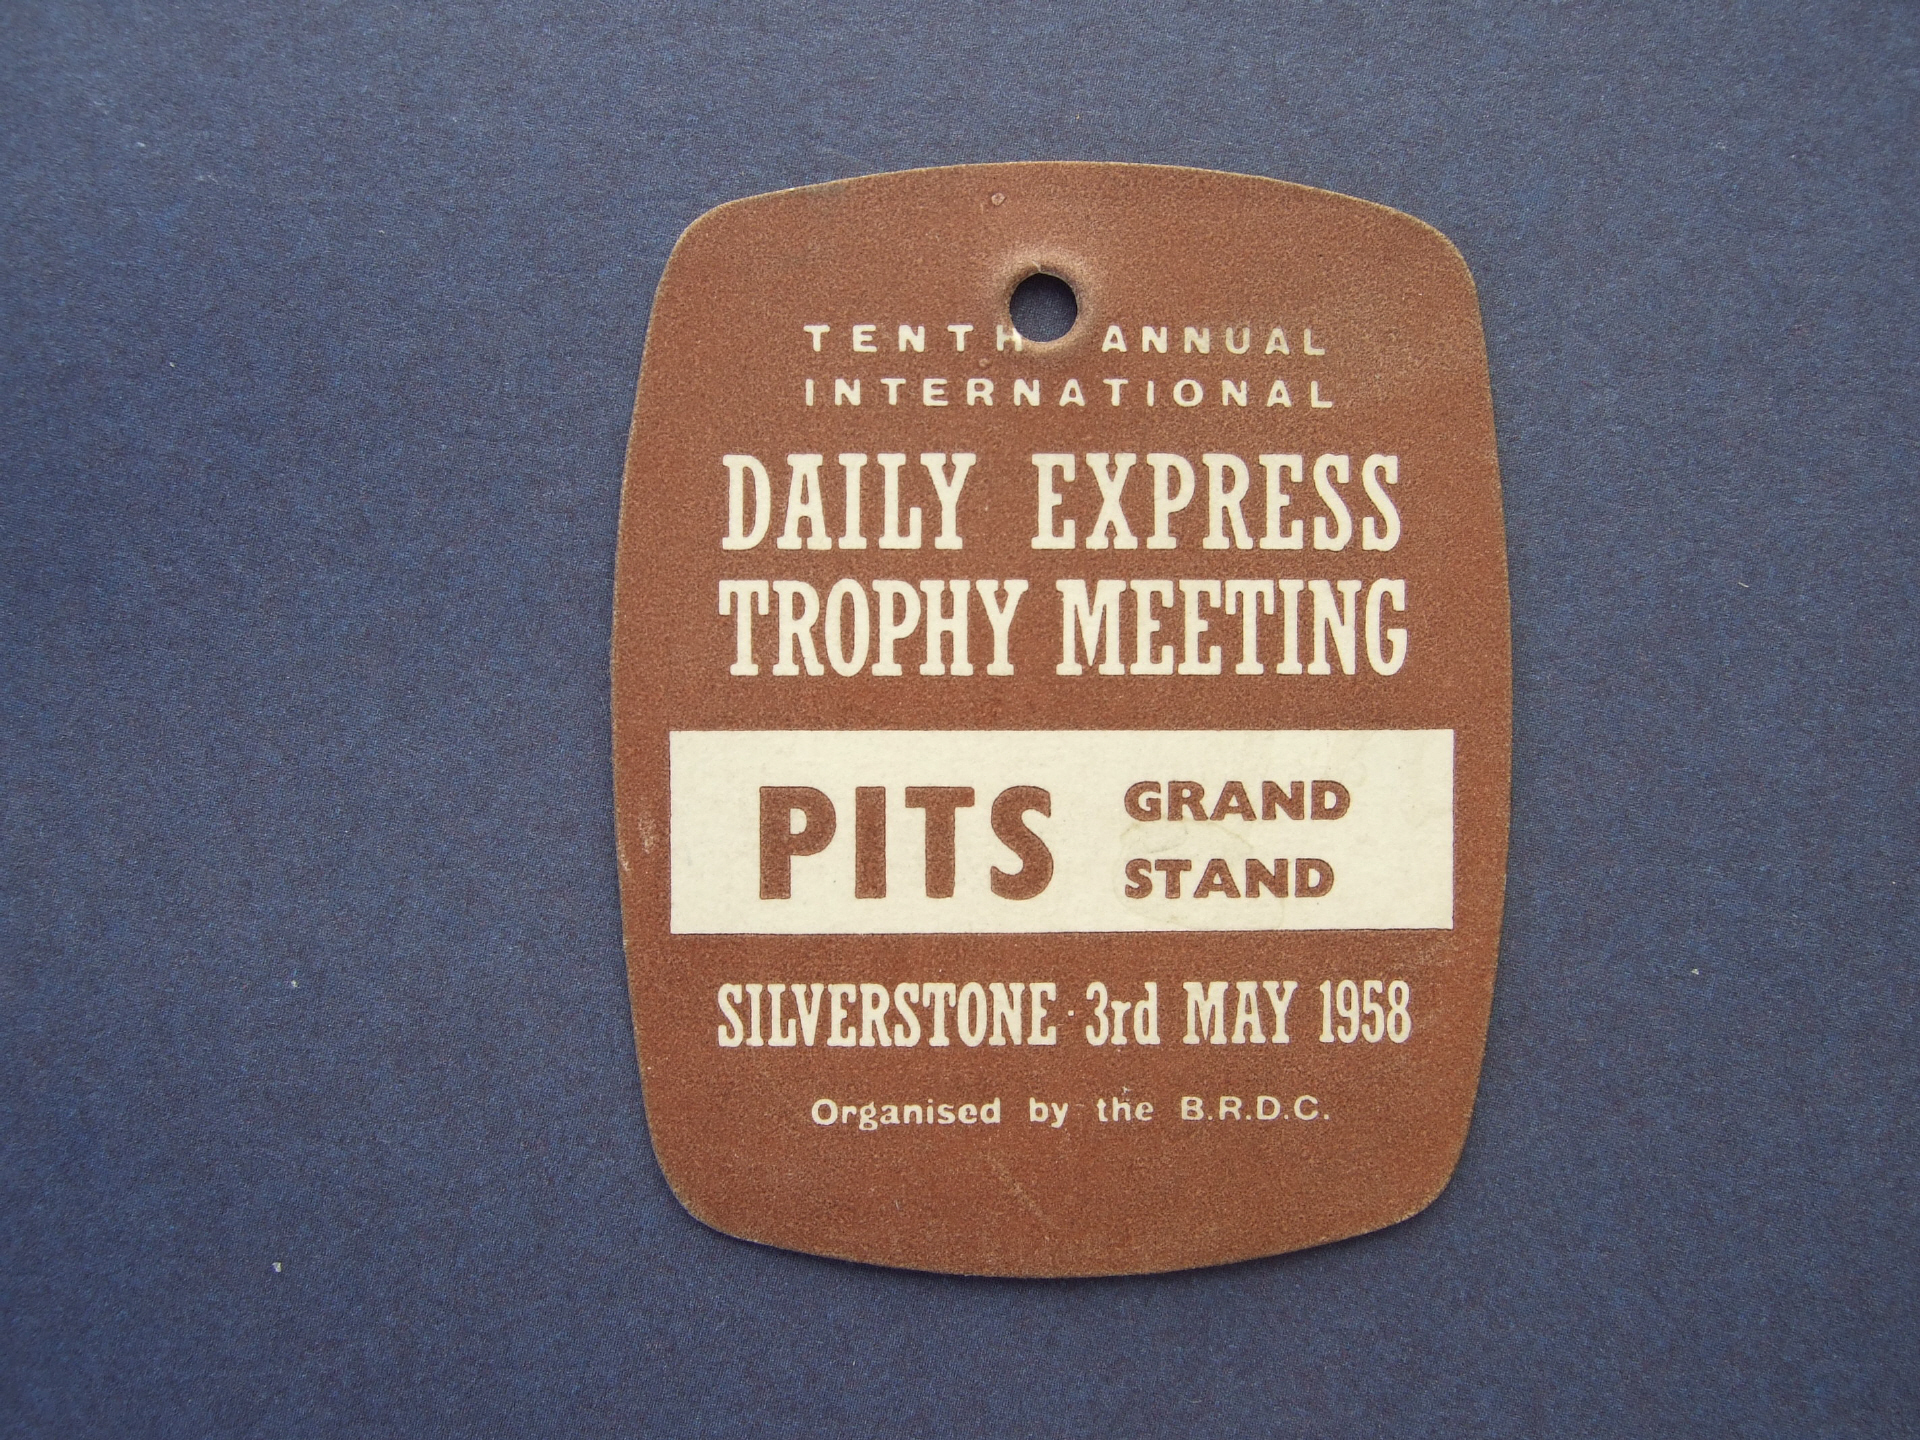 TENTH ANNUAL
INTERNATIONAL
DAILY EXPRESS
TROPHY MEETING
PITS GRAND
STAND
SILVERSTONE · 3rd MAY 1958
Organised by the B.R.D.C.